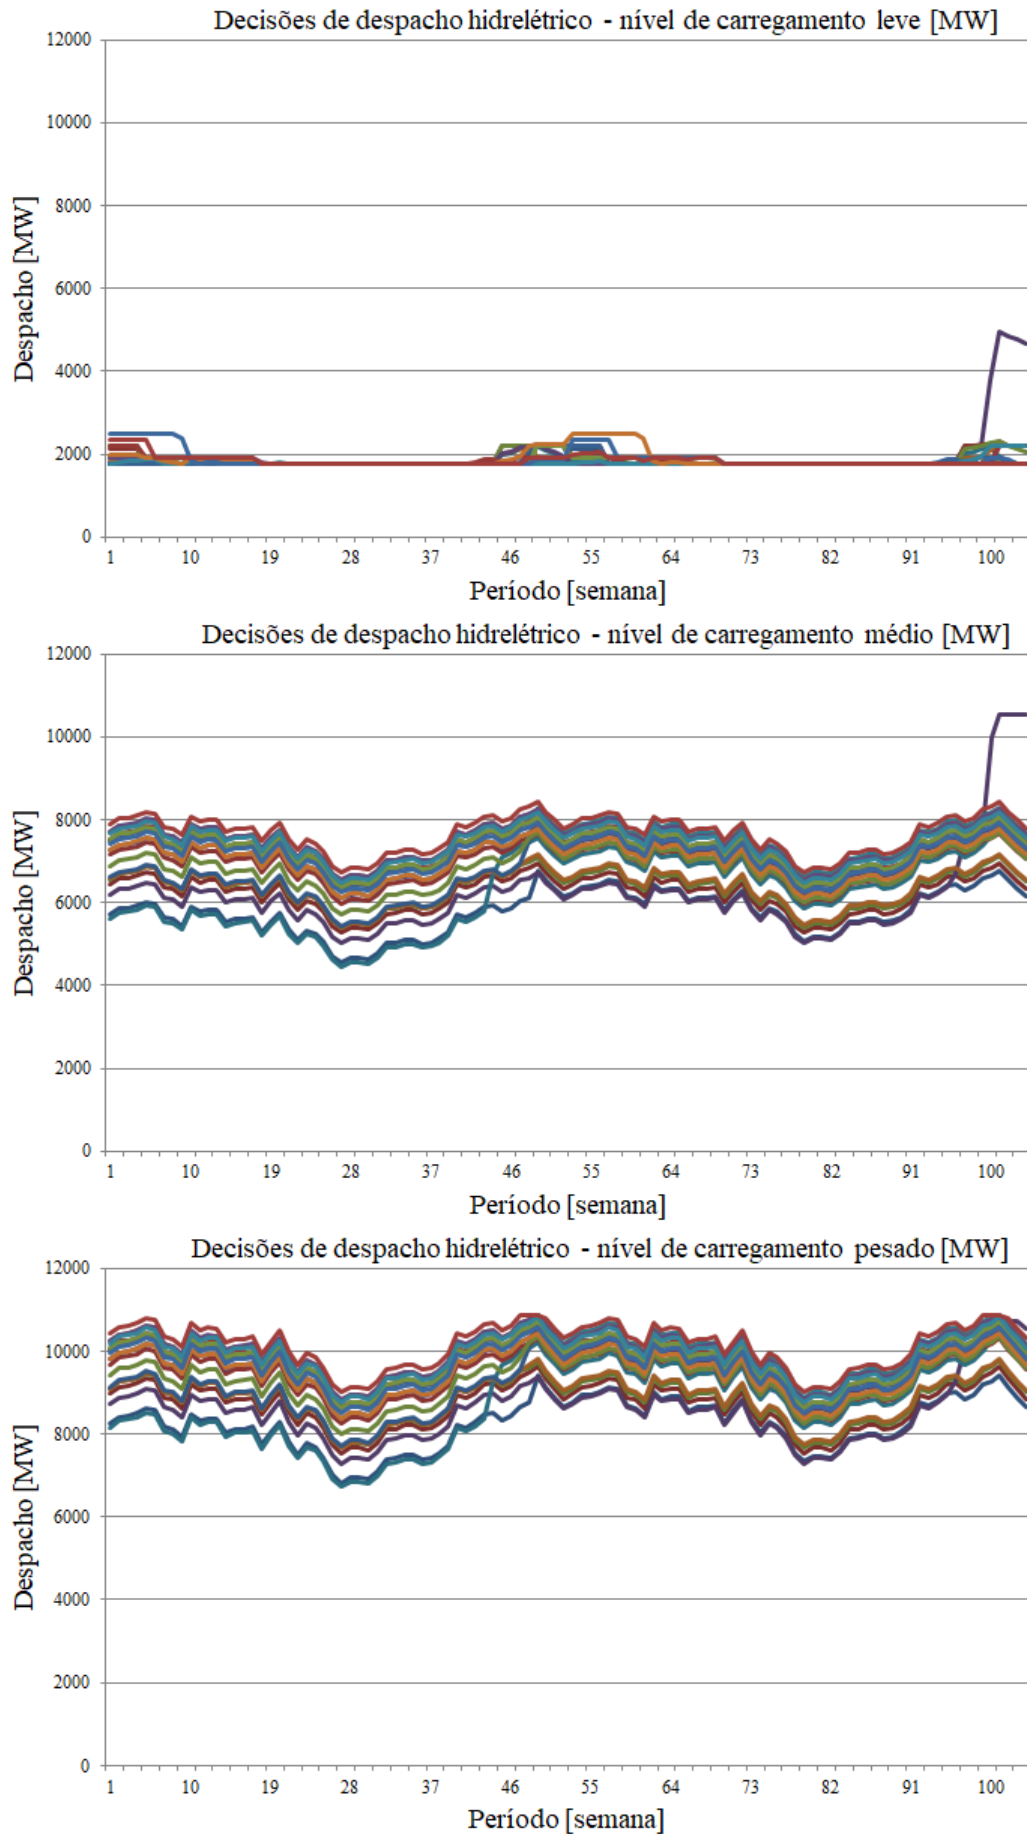 Decisões de despacho hidrelétrico - nível de carregamento leve [MW]
12000
10000
8000
6000
4000
2000
0
Despacho [MW]
1 10 19 28 37 46 55 64 73 82 91 100
Período [semana]
Decisões de despacho hidrelétrico - nível de carregamento médio [MW]
12000
10000
8000
6000
4000
2000
0
Despacho [MW]
1 10 19 28 37 46 55 64 73 82 91 100
Período [semana]
Decisões de despacho hidrelétrico - nível de carregamento pesado [MW]
12000
10000
8000
6000
4000
2000
0
Despacho [MW]
1 10 19 28 37 46 55 64 73 82 91 100
Período [semana]